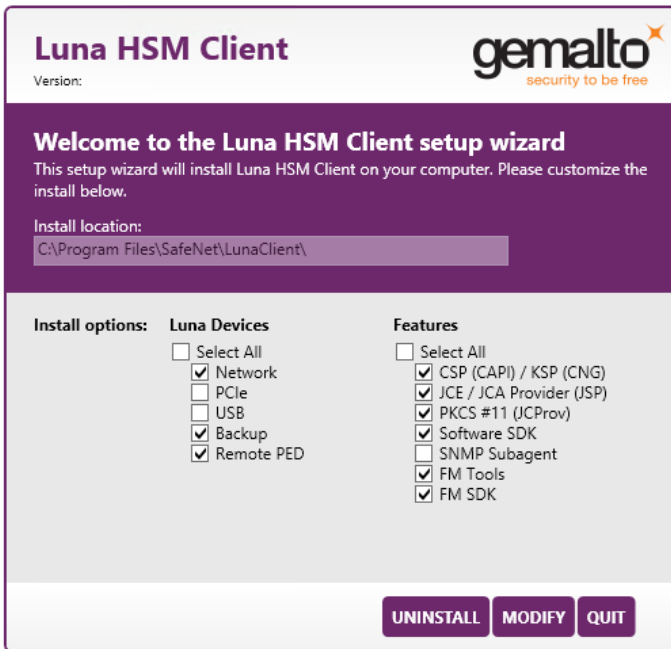 Luna HSM Client
Version:
gemalto
security to be free
Welcome to the Luna HSM Client setup wizard
This setup wizard will install Luna HSM Client on your computer. Please customize the
install below.
Install location:
C:\Program Files\SafeNet\LunaClient\
Install options:
Luna Devices
Select All
Network
PCIe
USB
Backup
Remote PED
Features
Select All
CSP (CAPI) / KSP (CNG)
JCE / JCA Provider (JSP)
PKCS #11 (JCProv)
Software SDK
SNMP Subagent
FM Tools
FM SDK
UNINSTALL
MODIFY
QUIT